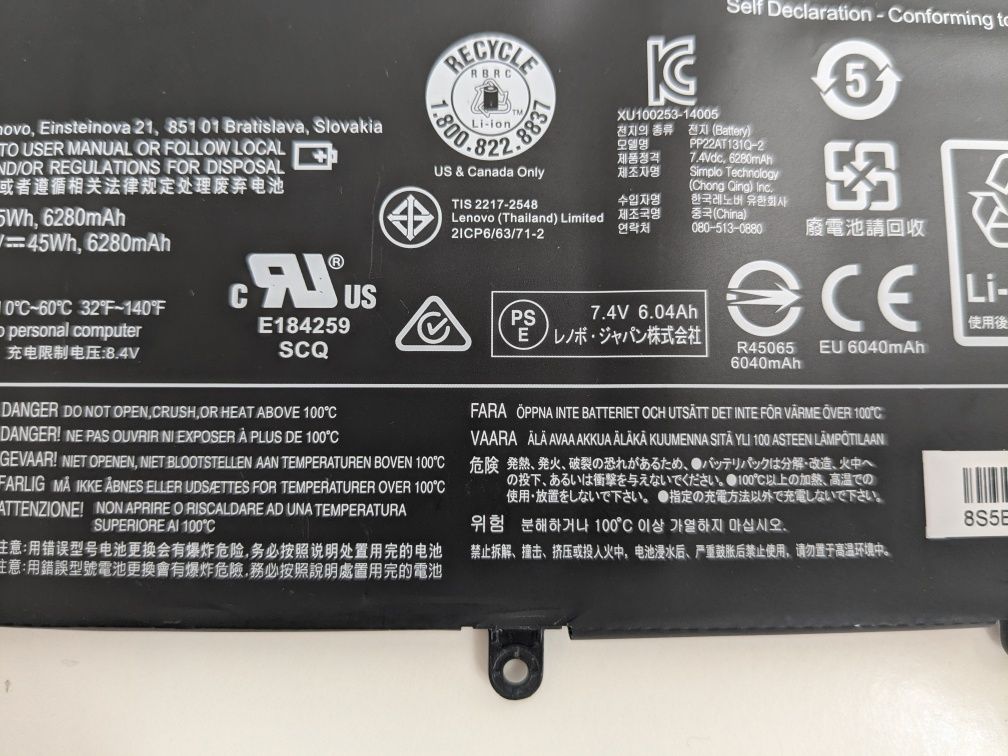 Self Declaration - Conforming to
RECYCLE
RBRC
Li-ion
TM
1.800.822.8837
US & Canada Only
5
XU100253-14005
전지의 종류 전지 (Battery)
모델명 PP22AT131Q-2
제품정격 7.4Vdc, 6280mAh
제조자명 Simplo Technology
(Chong Qing) Inc.
수입자명 한국레노버 유한회사
제조국명 중국(China)
연락처 080-513-0880
novo, Einsteinova 21, 851 01 Bratislava, Slovakia
TO USER MANUAL OR FOLLOW LOCAL
AND/OR REGULATIONS FOR DISPOSAL
或者遵循相关法律规定处理废弃电池
5Wh, 6280mAh
45Wh, 6280mAh
TIS 2217-2548
Lenovo (Thailand) Limited
2ICP6/63/71-2
廢電池請回收
10℃~60℃ 32℉~140℉
o personal computer
充电限制电压:8.4V
c RU ® US
E184259
SCQ
PS
E
7.4V 6.04Ah
レノボ・ジャパン株式会社
R45065
6040mAh
CE
EU 6040mAh
Li-
使用後
DANGER DO NOT OPEN,CRUSH,OR HEAT ABOVE 100°C
DANGER! NE PAS OUVRIR NI EXPOSER À PLUS DE 100°C
GEVAAR! NIET OPENEN, NIET BLOOTSTELLEN AAN TEMPERATUREN BOVEN 100°C
FARLIG MÅ IKKE ÅBNES ELLER UDSÆTTES FOR TEMPERATURER OVER 100°C
ATTENZIONE! NON APRIRE O RISCALDARE AD UNA TEMPERATURA
SUPERIORE AI 100°C
注意:用错误型号电池更换会有爆炸危险,务必按照说明处置用完的电池
注意:用錯誤型號電池更換會有爆炸危險,務必按照說明處置用完的電池
FARA ÖPPNA INTE BATTERIET OCH UTSÄTT DET INTE FÖR VÄRME ÖVER 100°C
VAARA ÄLÄ AVAA AKKUA ÄLÄKÄ KUUMENNA SITÄ YLI 100 ASTEEN LÄMPÖTILAAN
危険 発熱、発火、破裂の恐れがあるため、●バッテリパックは分解・改造、火中へ
の投下、あるいは衝撃を与えないでください。●100°C以上の加熱、高温での
使用・放置をしないで下さい。 ●指定の充電方法以外で充電しないで下さい。
위험 분해하거나 100°C 이상 가열하지 마십시오.
禁止拆解、撞击、挤压或投入火中，电池浸水后、严重鼓胀后禁止使用，请勿置于高温环境中。
8S5B